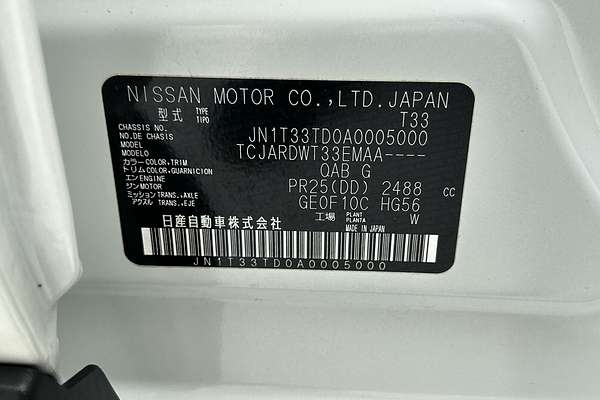 NISSAN MOTOR CO.,LTD.JAPAN
型式 TYPE TIPO T33
CHASSIS NO. NO.DE CHASSIS JN1T33TD0A0005000
MODEL MODELO TCJARDWT33EMAA----
カラー COLOR,TRIM トリム COLOR,GUARNICION QAB G
エンジン ENGINE MOTOR PR25(DD) 2488 cc
ミッション TRANS.,AXLE アクスル TRANS.,EJE GE0F10C HG56
日産自動車株式会社 工場 PLANT PLANTA W
MADE IN JAPAN
JN1T33TD0A0005000